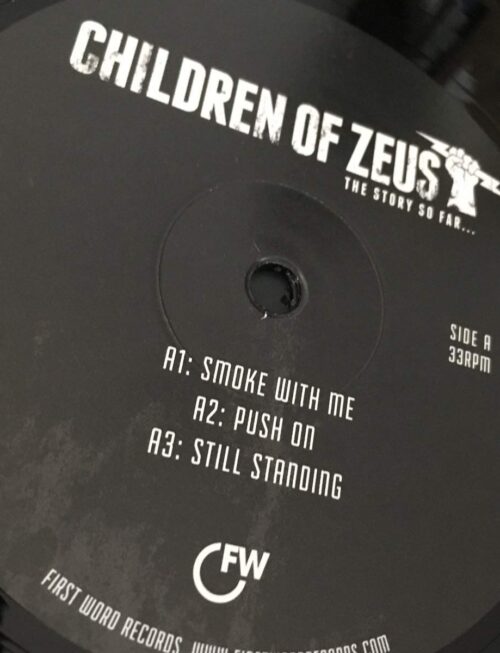 CHILDREN OF ZEUS
THE STORY SO FAR...
SIDE A
33RPM
A1: SMOKE WITH ME
A2: PUSH ON
A3: STILL STANDING
FW
FIRST WORD RECORDS.